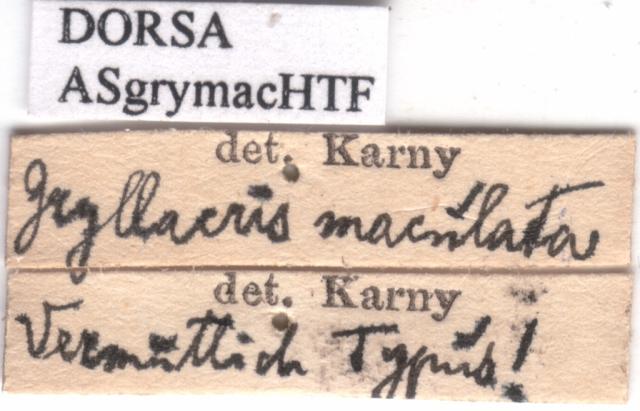 DORSA
ASgrymacHTF
det. Karny
Gryllacris maculata
det. Karny
Vermutlich Typus!